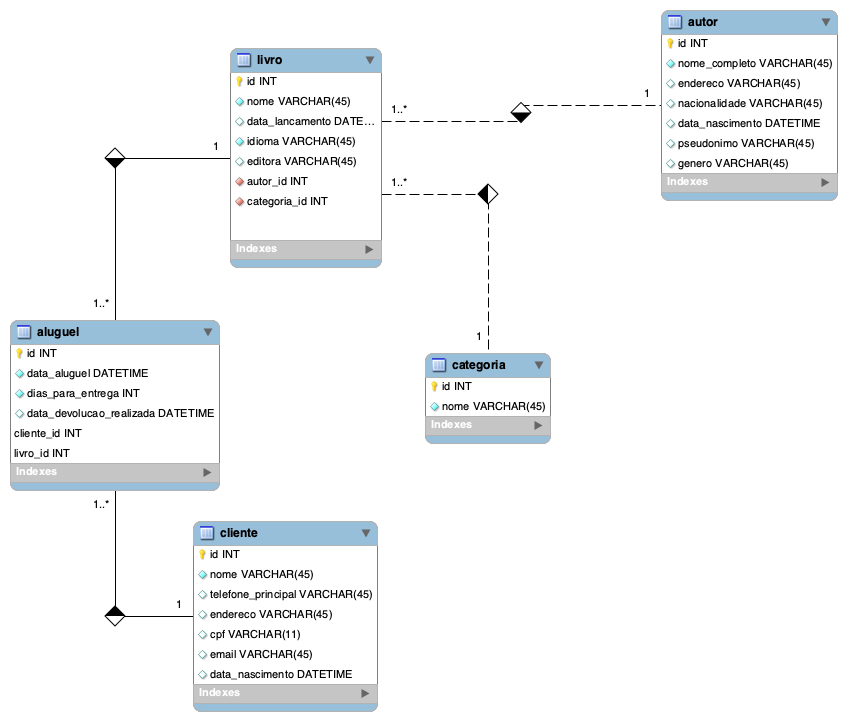 autor
id INT
nome_completo VARCHAR(45)
endereco VARCHAR(45)
nacionalidade VARCHAR(45)
data_nascimento DATETIME
pseudonimo VARCHAR(45)
genero VARCHAR(45)
Indexes
livro
id INT
nome VARCHAR(45)
data_lancamento DATE...
idioma VARCHAR(45)
editora VARCHAR(45)
autor_id INT
categoria_id INT
Indexes
1..*
1
1..*
1
1
1..*
categoria
id INT
nome VARCHAR(45)
Indexes
aluguel
id INT
data_aluguel DATETIME
dias_para_entrega INT
data_devolucao_realizada DATETIME
cliente_id INT
livro_id INT
Indexes
1..*
1
cliente
id INT
nome VARCHAR(45)
telefone_principal VARCHAR(45)
endereco VARCHAR(45)
cpf VARCHAR(11)
email VARCHAR(45)
data_nascimento DATETIME
Indexes